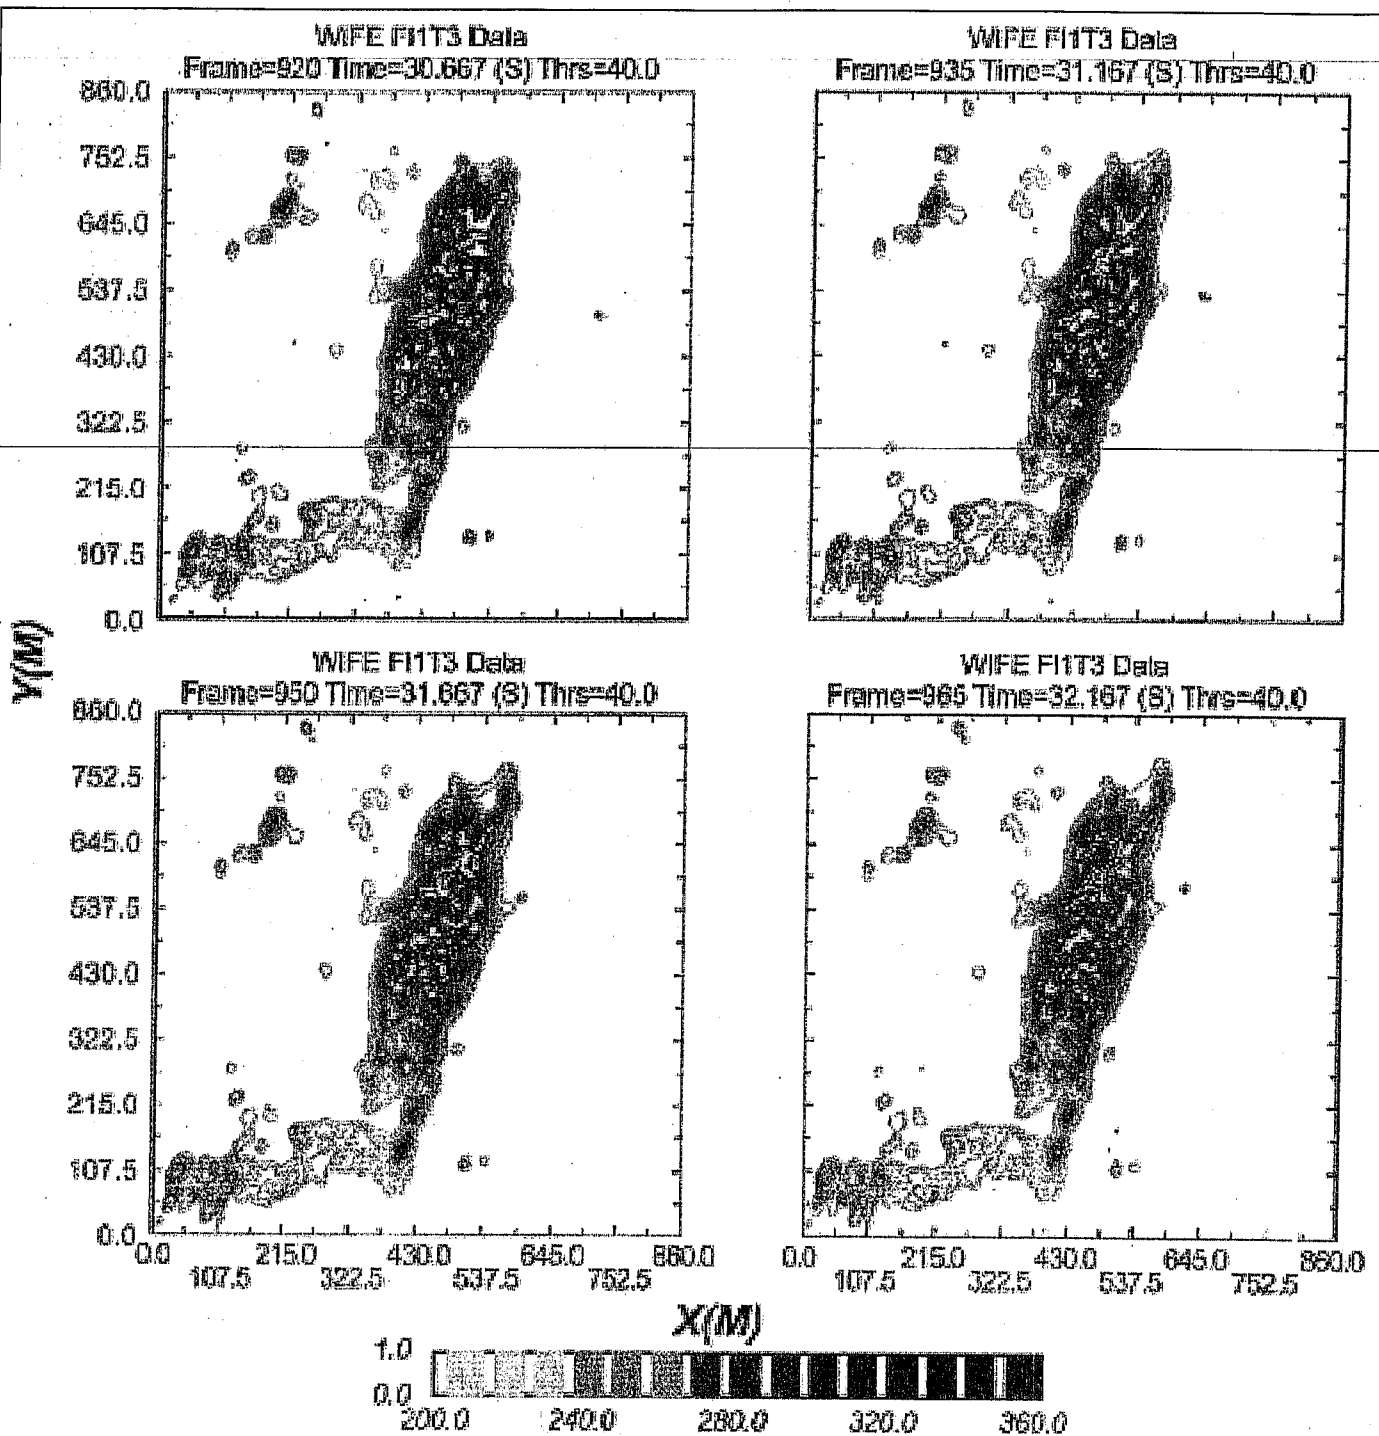 WIFE FI1T3 Data WIFE FI1T3 Data
Frame=920 Time=30.667 (S) Thrs=40.0 Frame=935 Time=31.167 (S) Thrs=40.0
860.0
752.5
645.0
537.5
430.0
322.5
215.0
107.5
0.0
Y(M)
WIFE FI1T3 Data WIFE FI1T3 Data
Frame=950 Time=31.667 (S) Thrs=40.0 Frame=965 Time=32.167 (S) Thrs=40.0
860.0
752.5
645.0
537.5
430.0
322.5
215.0
107.5
0.0
0.0 215.0 430.0 645.0 860.0 0.0 215.0 430.0 645.0 860.0
107.5 322.5 537.5 752.5 107.5 322.5 537.5 752.5
X(M)
1.0
0.0
200.0 240.0 280.0 320.0 360.0